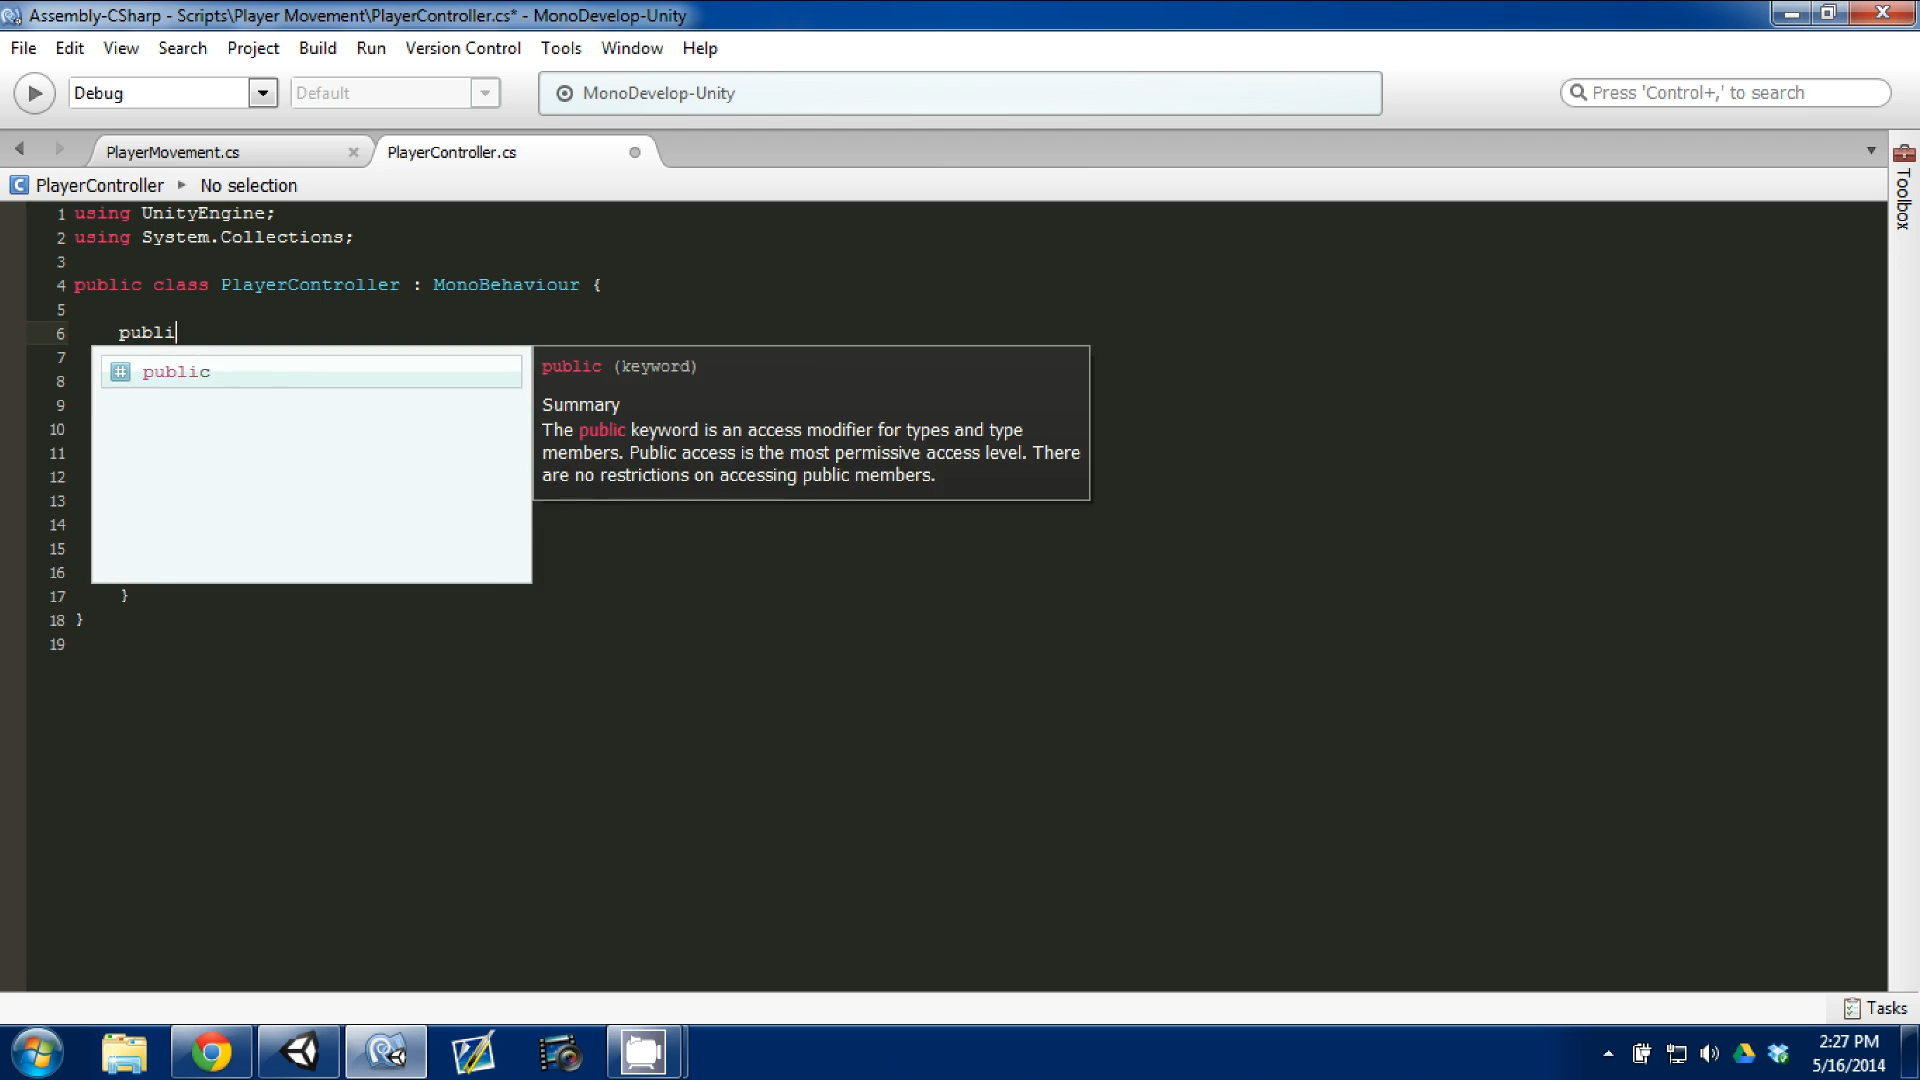 Assembly-CSharp - Scripts\Player Movement\PlayerController.cs* - MonoDevelop-Unity
File Edit View Search Project Build Run Version Control Tools Window Help
Debug Default MonoDevelop-Unity Press 'Control+,' to search
PlayerMovement.cs PlayerController.cs
PlayerController No selection
Toolbox
1 using UnityEngine;
2 using System.Collections;
3
4 public class PlayerController : MonoBehaviour {
5
6 publi
7
8
9
10
11
12
13
14
15
16
17 }
18 }
19
public
public (keyword)
Summary
The public keyword is an access modifier for types and type
members. Public access is the most permissive access level. There
are no restrictions on accessing public members.
Tasks
2:27 PM
5/16/2014